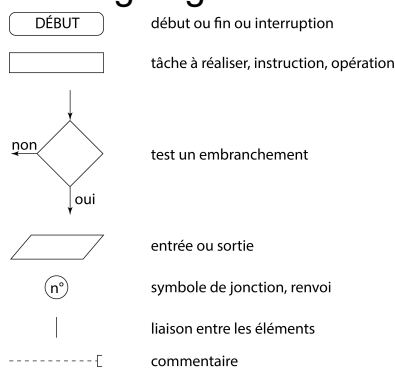 DÉBUT début ou fin ou interruption
tâche à réaliser, instruction, opération
non
test un embranchement
oui
entrée ou sortie
n° symbole de jonction, renvoi
liaison entre les éléments
commentaire